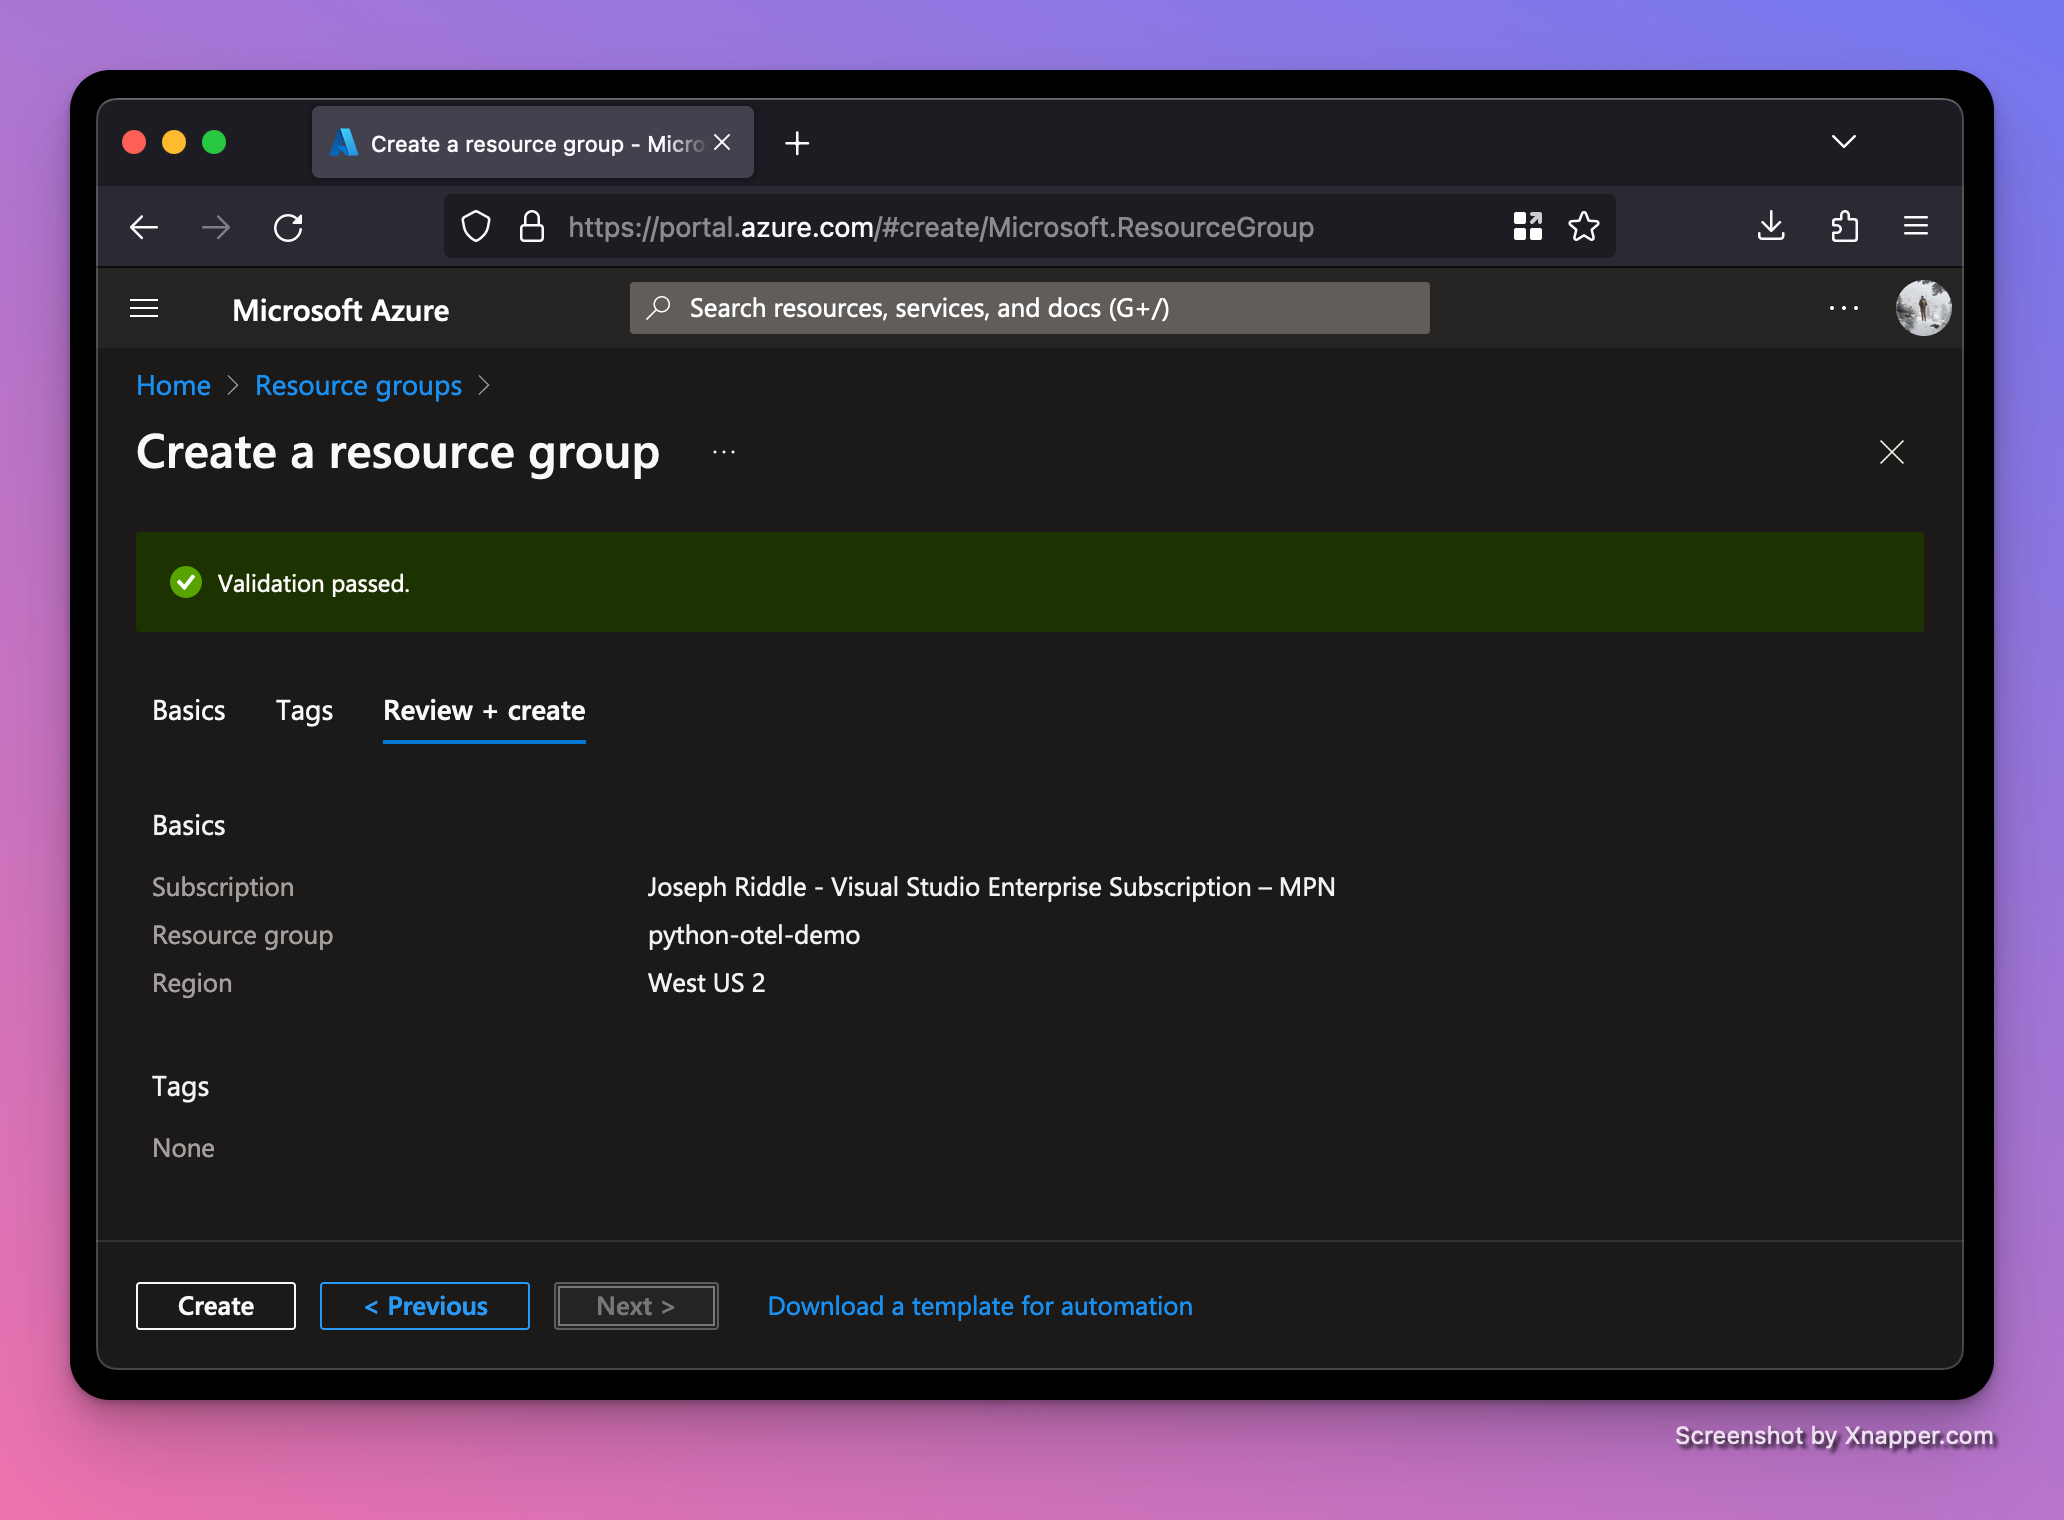 Create a resource group - Micro
https://portal.azure.com/#create/Microsoft.ResourceGroup
Microsoft Azure
Search resources, services, and docs (G+/)
Home > Resource groups >
Create a resource group ...
Validation passed.
Basics Tags Review + create
Basics
Subscription Joseph Riddle - Visual Studio Enterprise Subscription – MPN
Resource group python-otel-demo
Region West US 2
Tags
None
Create < Previous Next > Download a template for automation
Screenshot by Xnapper.com